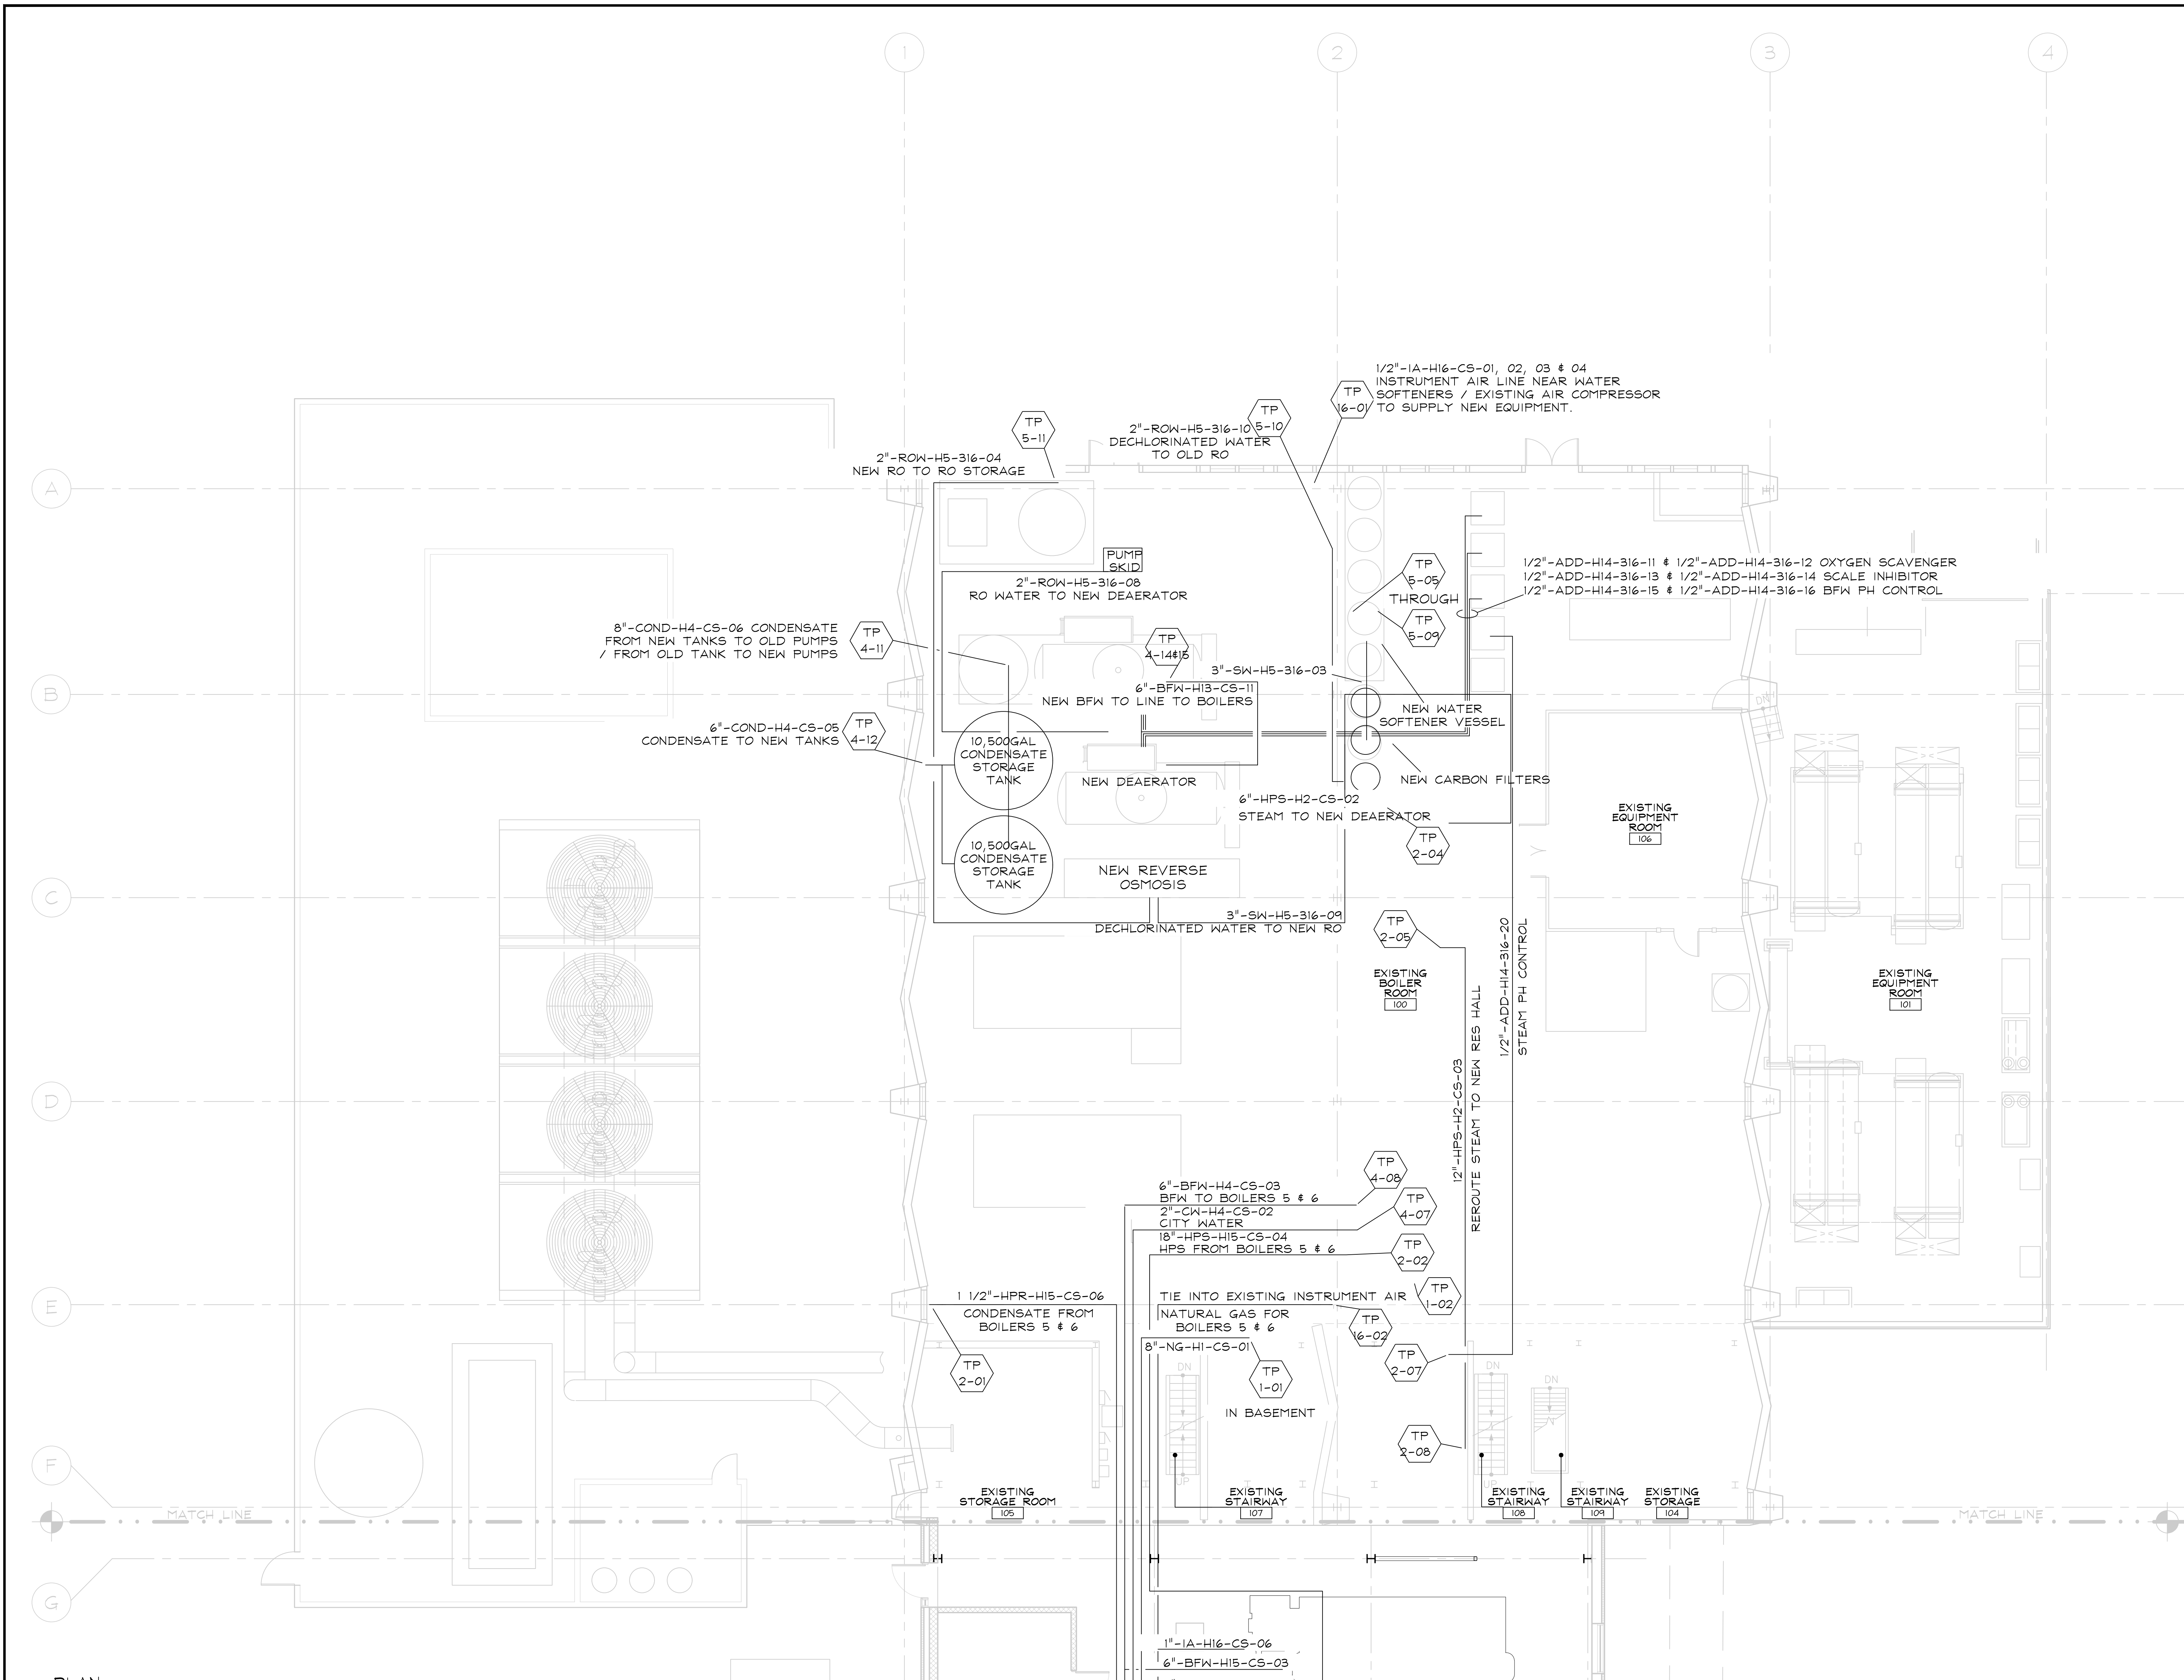 1
2
3
4
1/2"-IA-H16-CS-01, 02, 03 & 04
INSTRUMENT AIR LINE NEAR WATER
SOFTENERS / EXISTING AIR COMPRESSOR
TO SUPPLY NEW EQUIPMENT.
TP
16-01
TP
5-10
TP
5-11
2"-ROW-H5-316-10
DECHLORINATED WATER
TO OLD RO
2"-ROW-H5-316-04
NEW RO TO RO STORAGE
A
PUMP
SKID
2"-ROW-H5-316-08
RO WATER TO NEW DEAERATOR
TP
5-05
THROUGH
TP
5-09
1/2"-ADD-H14-316-11 & 1/2"-ADD-H14-316-12 OXYGEN SCAVENGER
1/2"-ADD-H14-316-13 & 1/2"-ADD-H14-316-14 SCALE INHIBITOR
1/2"-ADD-H14-316-15 & 1/2"-ADD-H14-316-16 BFW PH CONTROL
8"-COND-H4-CS-06 CONDENSATE
FROM NEW TANKS TO OLD PUMPS
/ FROM OLD TANK TO NEW PUMPS
TP
4-11
TP
4-14&15
3"-SW-H5-316-03
B
6"-BFW-H13-CS-11
NEW BFW TO LINE TO BOILERS
DN
NEW WATER
SOFTENER VESSEL
6"-COND-H4-CS-05
CONDENSATE TO NEW TANKS
TP
4-12
10,500GAL
CONDENSATE
STORAGE
TANK
NEW DEAERATOR
NEW CARBON FILTERS
6"-HPS-H2-CS-02
STEAM TO NEW DEAERATOR
TP
2-04
EXISTING
EQUIPMENT
ROOM
106
10,500GAL
CONDENSATE
STORAGE
TANK
NEW REVERSE
OSMOSIS
C
3"-SW-H5-316-09
DECHLORINATED WATER TO NEW RO
TP
2-05
1/2"-ADD-H14-316-20
STEAM PH CONTROL
EXISTING
BOILER
ROOM
100
EXISTING
EQUIPMENT
ROOM
101
12"-HPS-H2-CS-03
REROUTE STEAM TO NEW RES HALL
D
TP
4-08
6"-BFW-H4-CS-03
BFW TO BOILERS 5 & 6
2"-CW-H4-CS-02
CITY WATER
TP
4-07
18"-HPS-H15-CS-04
HPS FROM BOILERS 5 & 6
TP
2-02
E
1 1/2"-HPR-H15-CS-06
CONDENSATE FROM
BOILERS 5 & 6
TIE INTO EXISTING INSTRUMENT AIR
TP
1-02
NATURAL GAS FOR
BOILERS 5 & 6
TP
16-02
8"-NG-H1-CS-01
TP
2-07
TP
2-01
TP
1-01
DN
DN
DN
IN BASEMENT
TP
2-08
F
UP
UP
EXISTING
STORAGE ROOM
105
EXISTING
STAIRWAY
107
EXISTING
STAIRWAY
108
EXISTING
STAIRWAY
109
EXISTING
STORAGE
104
MATCH LINE
MATCH LINE
G
1"-IA-H16-CS-06
6"-BFW-H15-CS-03
PLAN